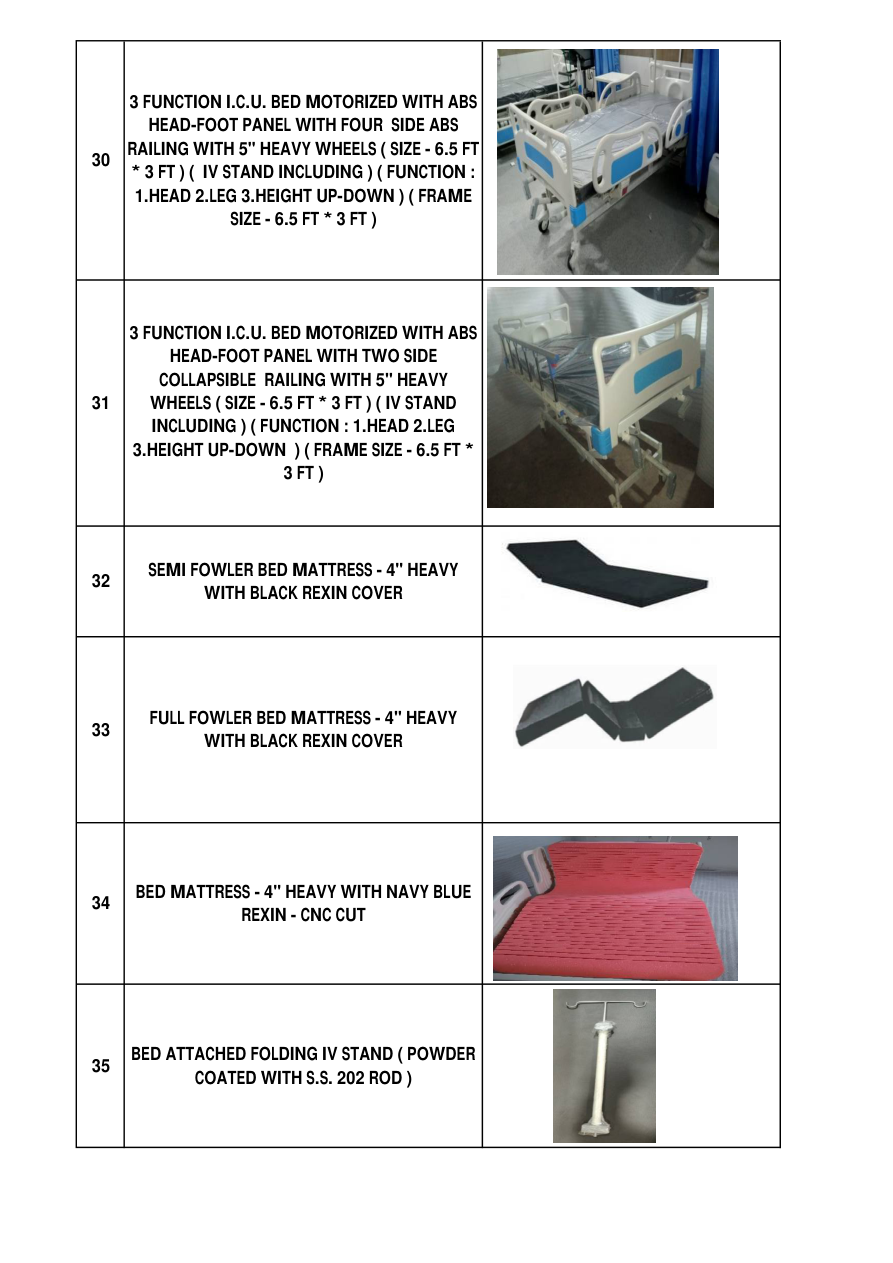 30
3 FUNCTION I.C.U. BED MOTORIZED WITH ABS
HEAD-FOOT PANEL WITH FOUR  SIDE ABS
RAILING WITH 5" HEAVY WHEELS ( SIZE - 6.5 FT
* 3 FT ) (  IV STAND INCLUDING ) ( FUNCTION :
1.HEAD 2.LEG 3.HEIGHT UP-DOWN ) ( FRAME
SIZE - 6.5 FT * 3 FT )
31
3 FUNCTION I.C.U. BED MOTORIZED WITH ABS
HEAD-FOOT PANEL WITH TWO SIDE
COLLAPSIBLE  RAILING WITH 5" HEAVY
WHEELS ( SIZE - 6.5 FT * 3 FT ) ( IV STAND
INCLUDING ) ( FUNCTION : 1.HEAD 2.LEG
3.HEIGHT UP-DOWN  ) ( FRAME SIZE - 6.5 FT *
3 FT )
32
SEMI FOWLER BED MATTRESS - 4" HEAVY
WITH BLACK REXIN COVER
33
FULL FOWLER BED MATTRESS - 4" HEAVY
WITH BLACK REXIN COVER
34
BED MATTRESS - 4" HEAVY WITH NAVY BLUE
REXIN - CNC CUT
35
BED ATTACHED FOLDING IV STAND ( POWDER
COATED WITH S.S. 202 ROD )